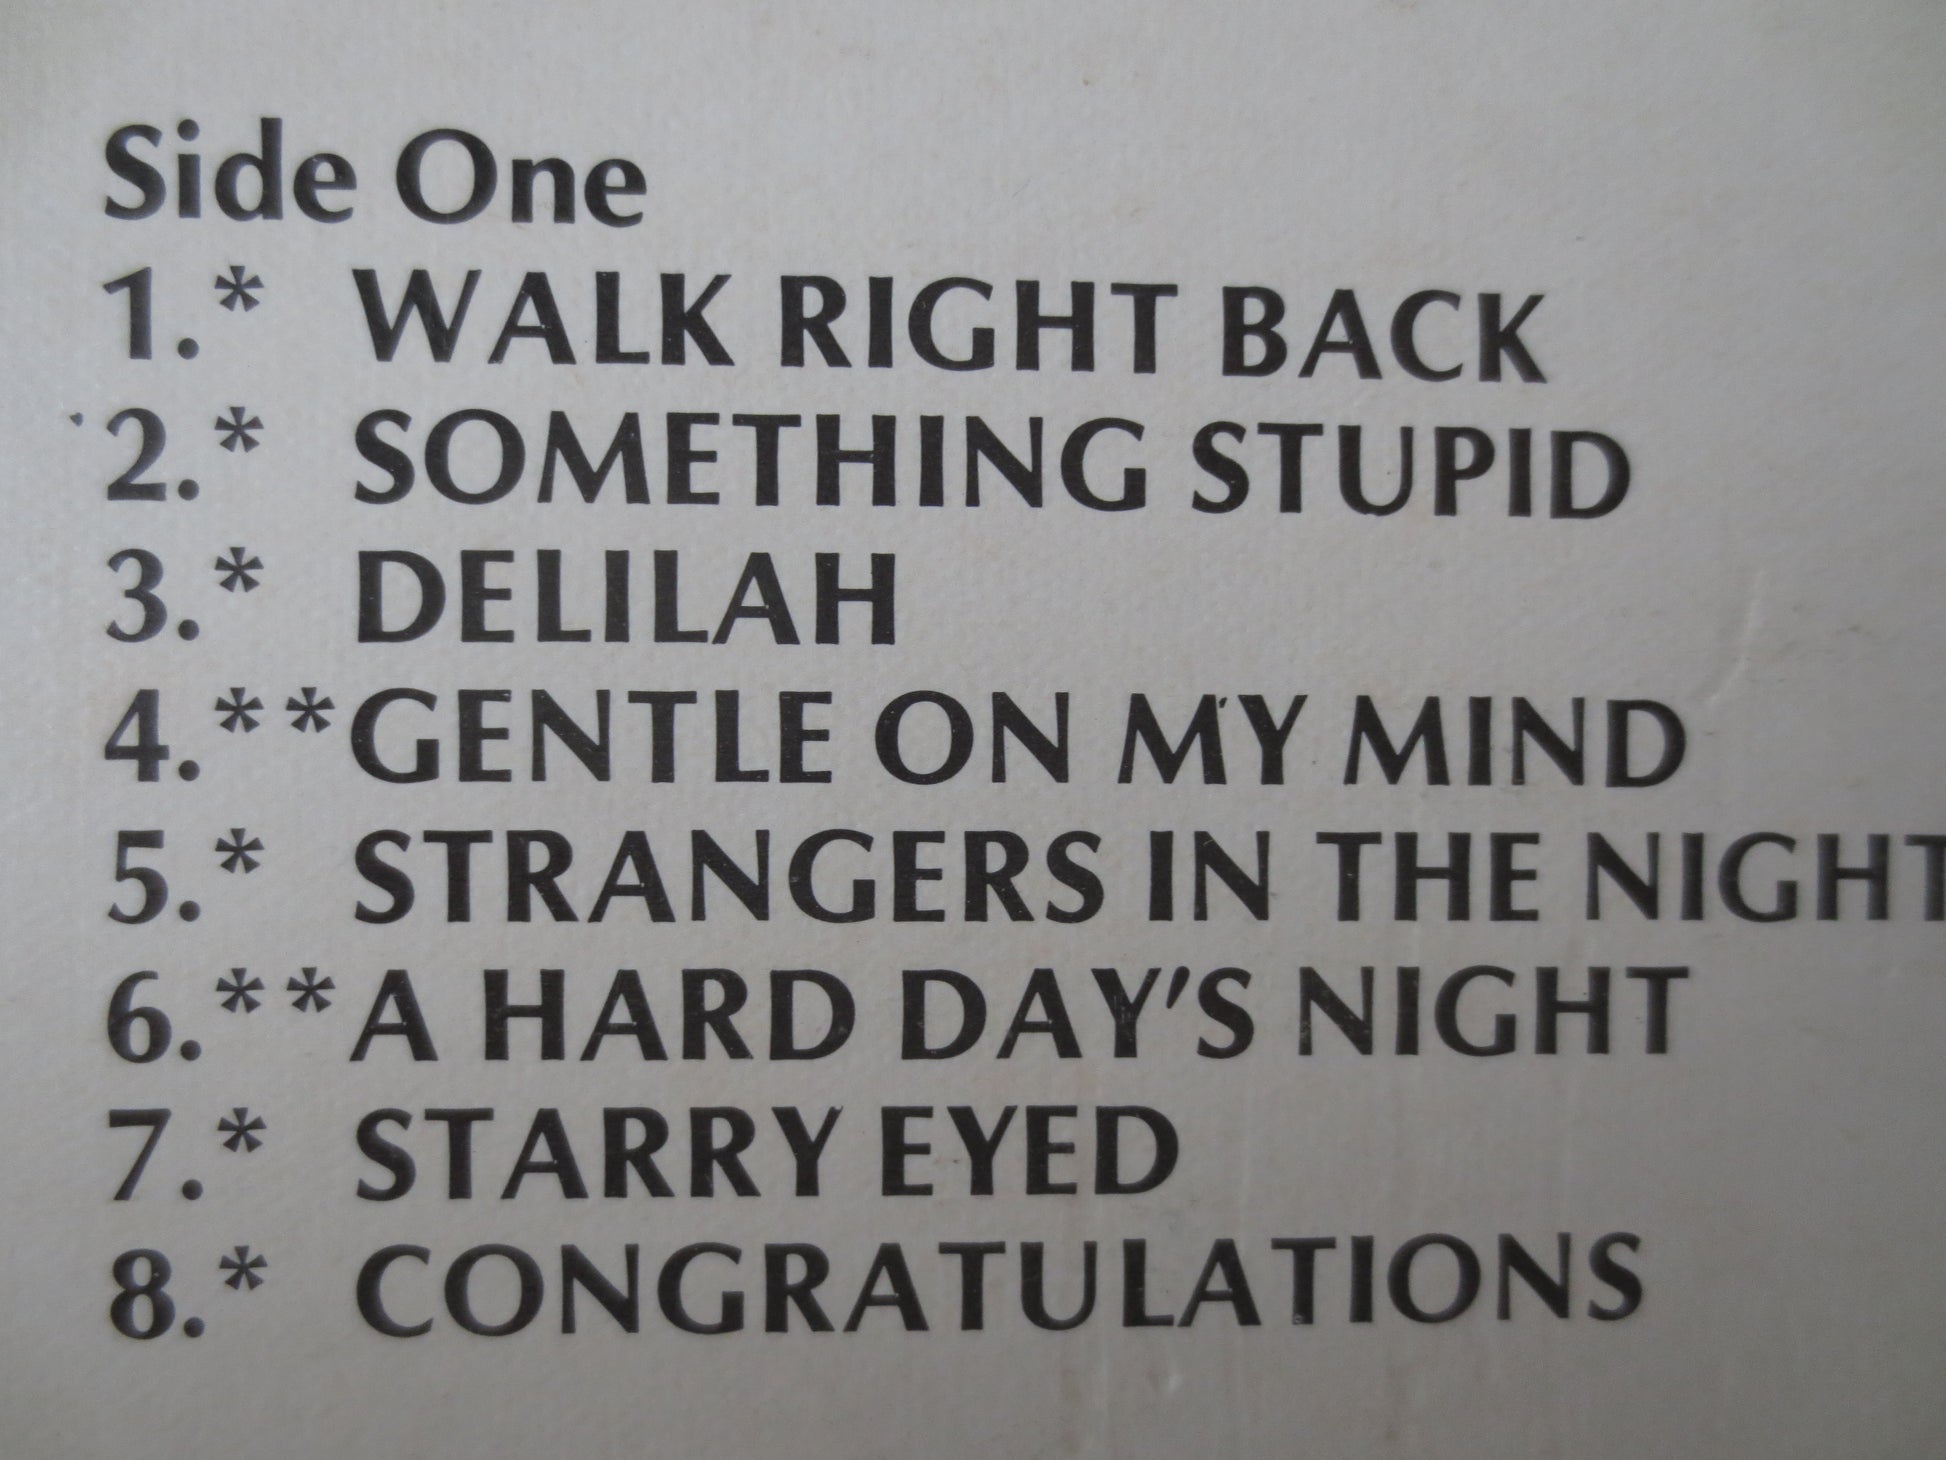 Side One
1.* WALK RIGHT BACK
2.* SOMETHING STUPID
3.* DELILAH
4.**GENTLE ON MY MIND
5.* STRANGERS IN THE NIGHT
6.**A HARD DAY'S NIGHT
7.* STARRY EYED
8.* CONGRATULATIONS